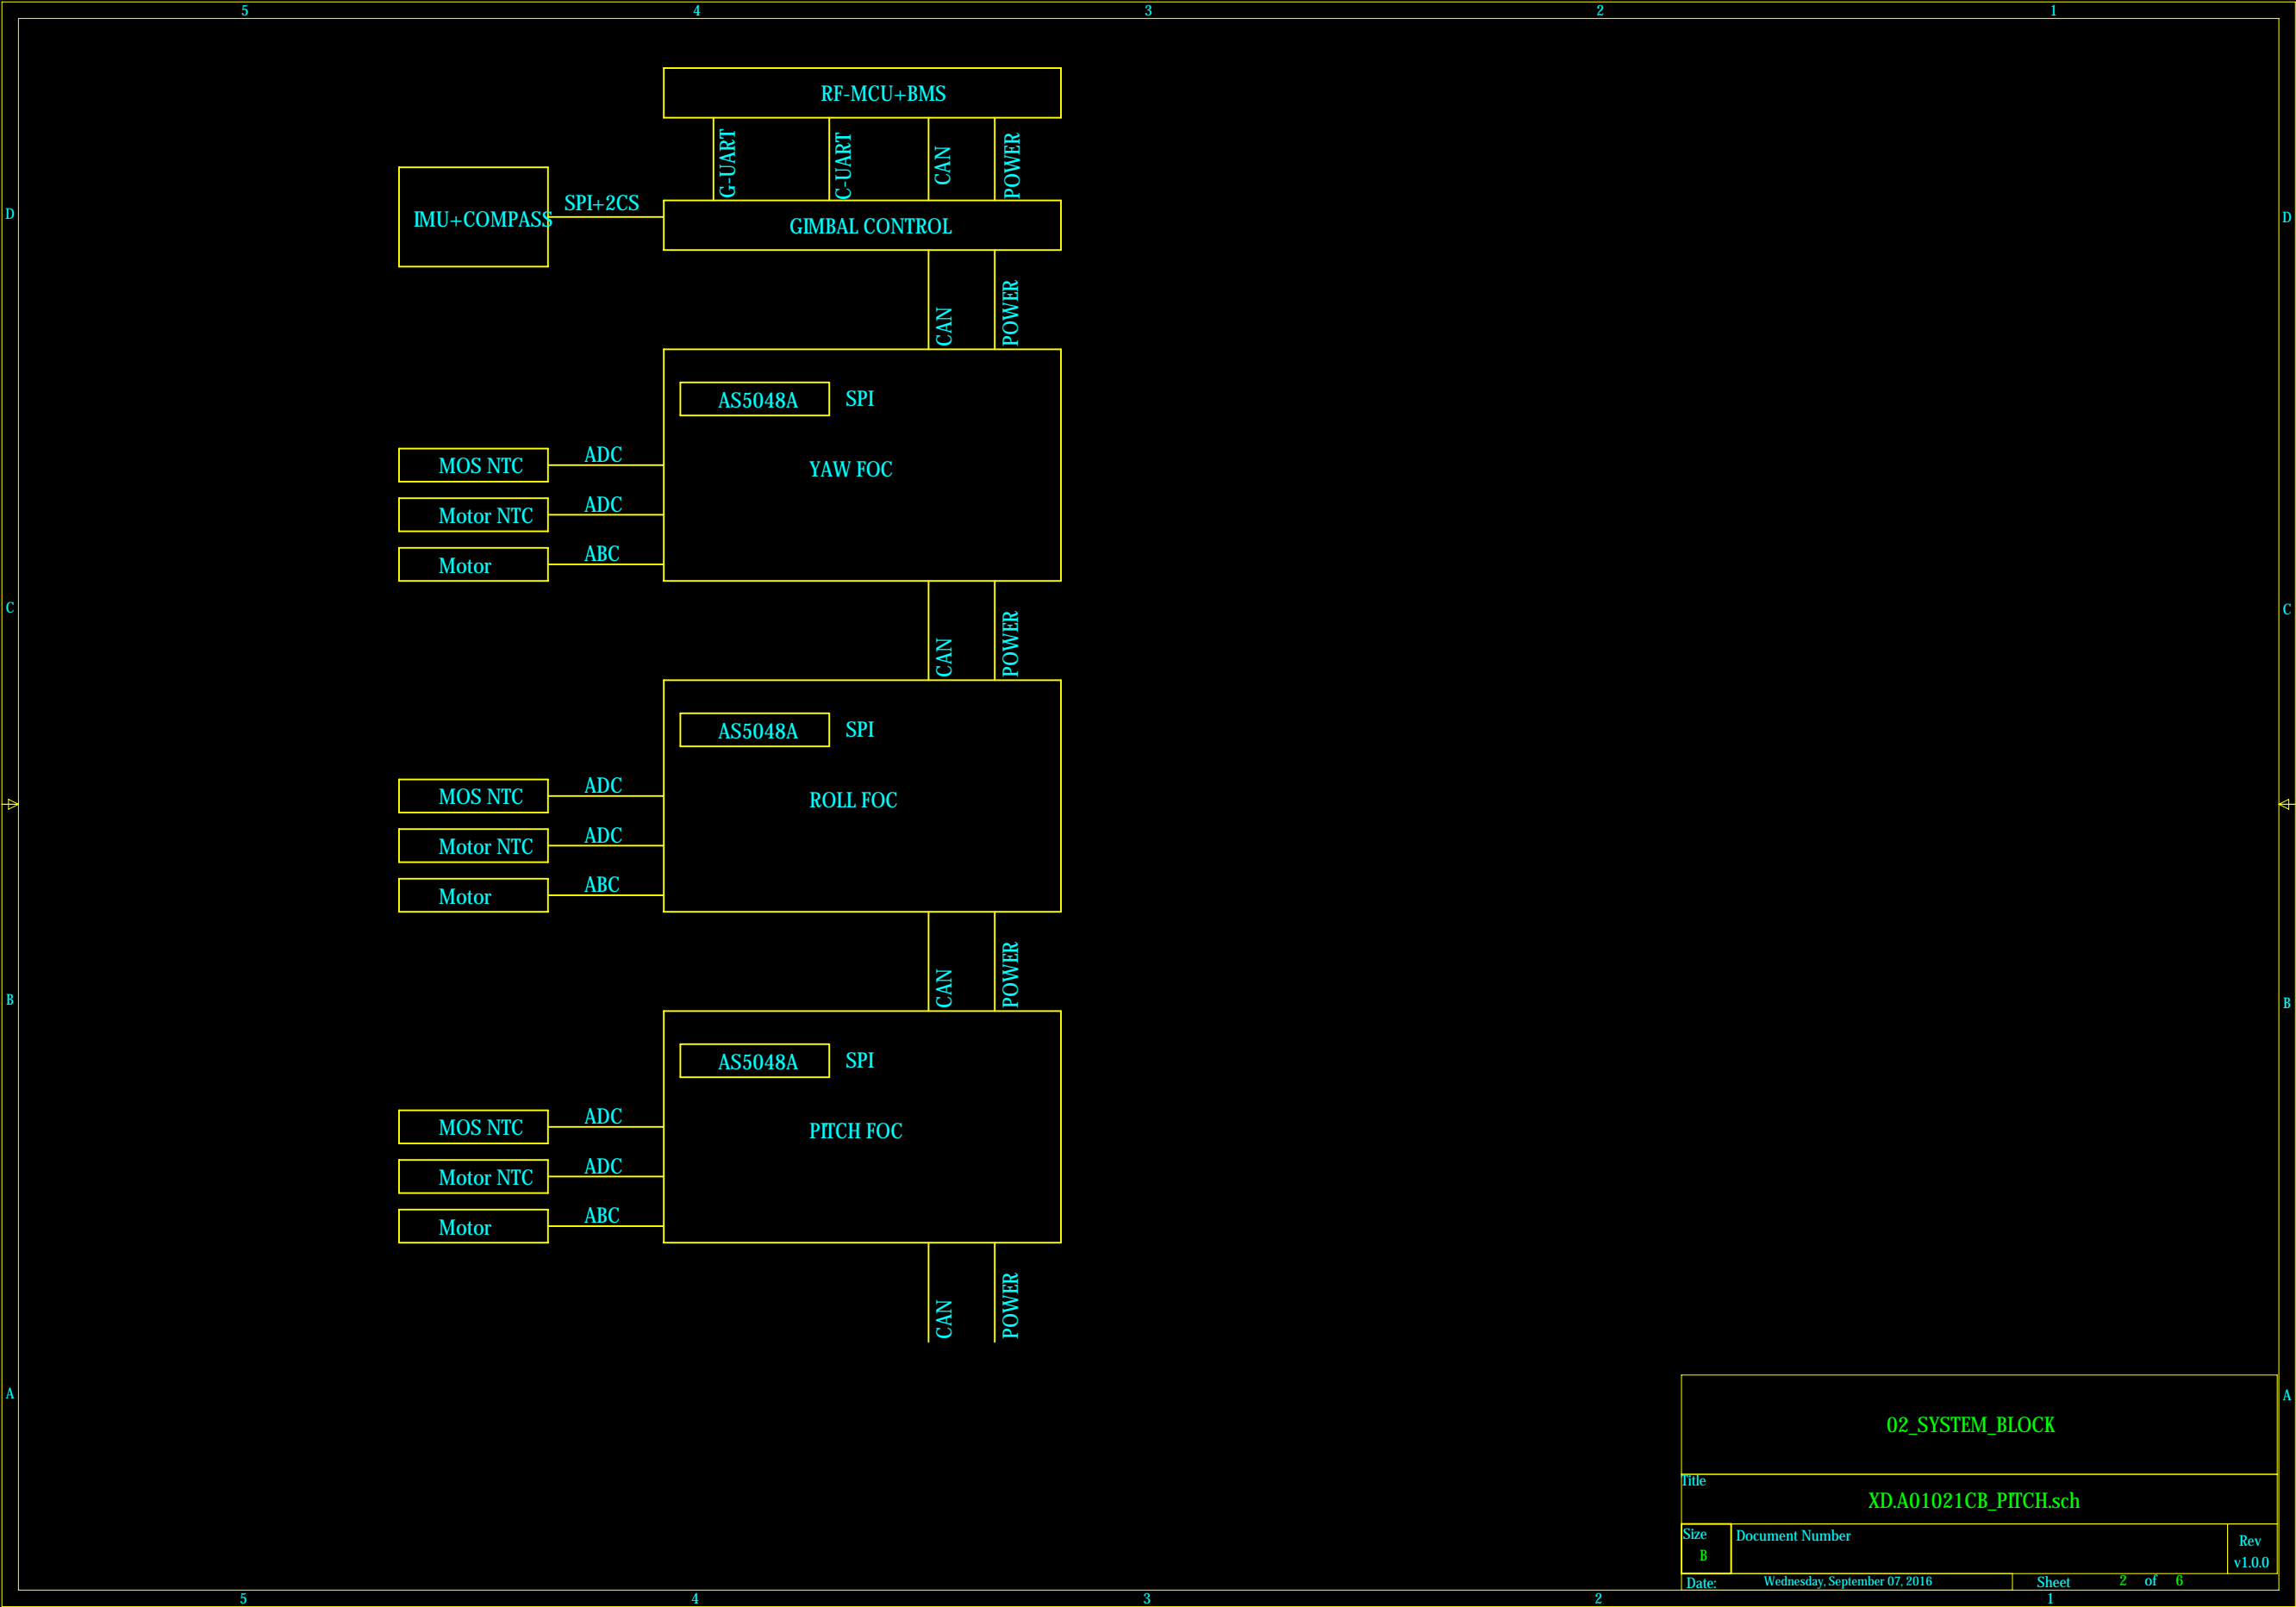 5 4 3 2 1
RF-MCU+BMS
G-UART
C-UART
CAN
POWER
IMU+COMPASS
SPI+2CS
GIMBAL CONTROL
D
D
CAN
POWER
AS5048A
SPI
MOS NTC
ADC
YAW FOC
Motor NTC
ADC
Motor
ABC
C
C
CAN
POWER
AS5048A
SPI
MOS NTC
ADC
ROLL FOC
Motor NTC
ADC
Motor
ABC
CAN
POWER
B
B
AS5048A
SPI
MOS NTC
ADC
PITCH FOC
Motor NTC
ADC
Motor
ABC
CAN
POWER
A
A
02_SYSTEM_BLOCK
Title
XD.A01021CB_PITCH.sch
Size
B
Document Number
Rev
v1.0.0
Date:
Wednesday, September 07, 2016
Sheet 2 of 6
5 4 3 2 1